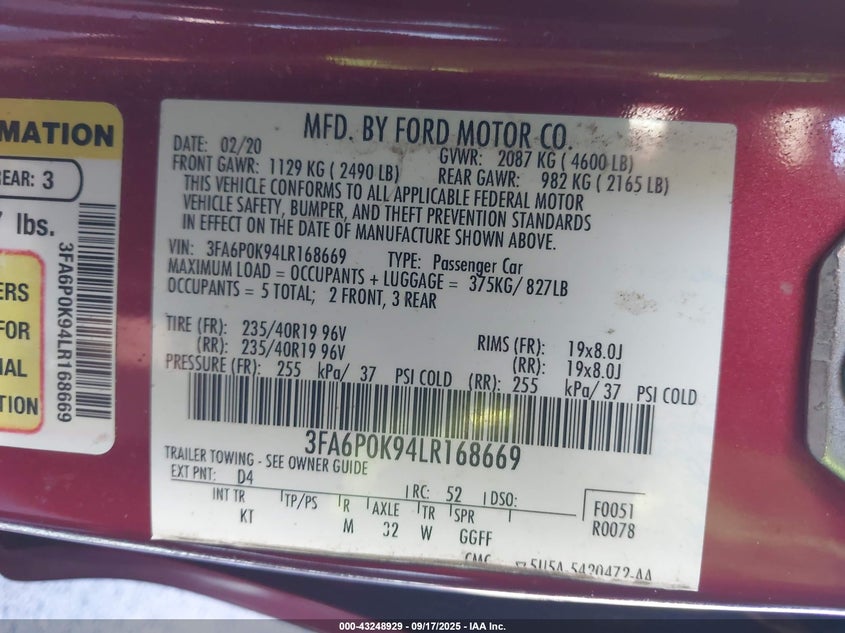 MATION
REAR: 3
lbs.
3FA6P0K94LR168669
ERS
FOR
NAL
TION
MFD. BY FORD MOTOR CO.
DATE: 02/20 GVWR: 2087 KG ( 4600 LB)
FRONT GAWR: 1129 KG ( 2490 LB) REAR GAWR: 982 KG ( 2165 LB)
THIS VEHICLE CONFORMS TO ALL APPLICABLE FEDERAL MOTOR
VEHICLE SAFETY, BUMPER, AND THEFT PREVENTION STANDARDS
IN EFFECT ON THE DATE OF MANUFACTURE SHOWN ABOVE.
VIN: 3FA6P0K94LR168669 TYPE: Passenger Car
MAXIMUM LOAD = OCCUPANTS + LUGGAGE = 375KG/ 827LB
OCCUPANTS = 5 TOTAL; 2 FRONT, 3 REAR
TIRE (FR): 235/40R19 96V RIMS (FR): 19x8.0J
(RR): 235/40R19 96V (RR): 19x8.0J
PRESSURE (FR): 255 kPa/ 37 PSI COLD (RR): 255 kPa/ 37 PSI COLD
3FA6P0K94LR168669
TRAILER TOWING - SEE OWNER GUIDE
EXT PNT: D4 RC: 52 DSO: F0051
INT TR TP/PS R AXLE TR SPR R0078
KT M 32 W GGFF
5U5A-5420472-AA
000-43248929 - 09/17/2025 - IAA Inc.